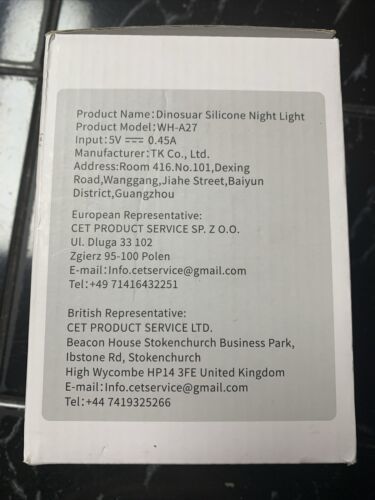 Product Name:Dinosuar Silicone Night Light
Product Model:WH-A27
Input:5V ⎓ 0.45A
Manufacturer:TK Co., Ltd.
Address:Room 416.No.101,Dexing
Road,Wanggang,Jiahe Street,Baiyun
District,Guangzhou
European Representative:
CET PRODUCT SERVICE SP. Z O.O.
Ul. Dluga 33 102
Zgierz 95-100 Polen
E-mail:Info.cetservice@gmail.com
Tel:+49 71416432251
British Representative:
CET PRODUCT SERVICE LTD.
Beacon House Stokenchurch Business Park,
Ibstone Rd, Stokenchurch
High Wycombe HP14 3FE United Kingdom
E-mail:Info.cetservice@gmail.com
Tel:+44 7419325266